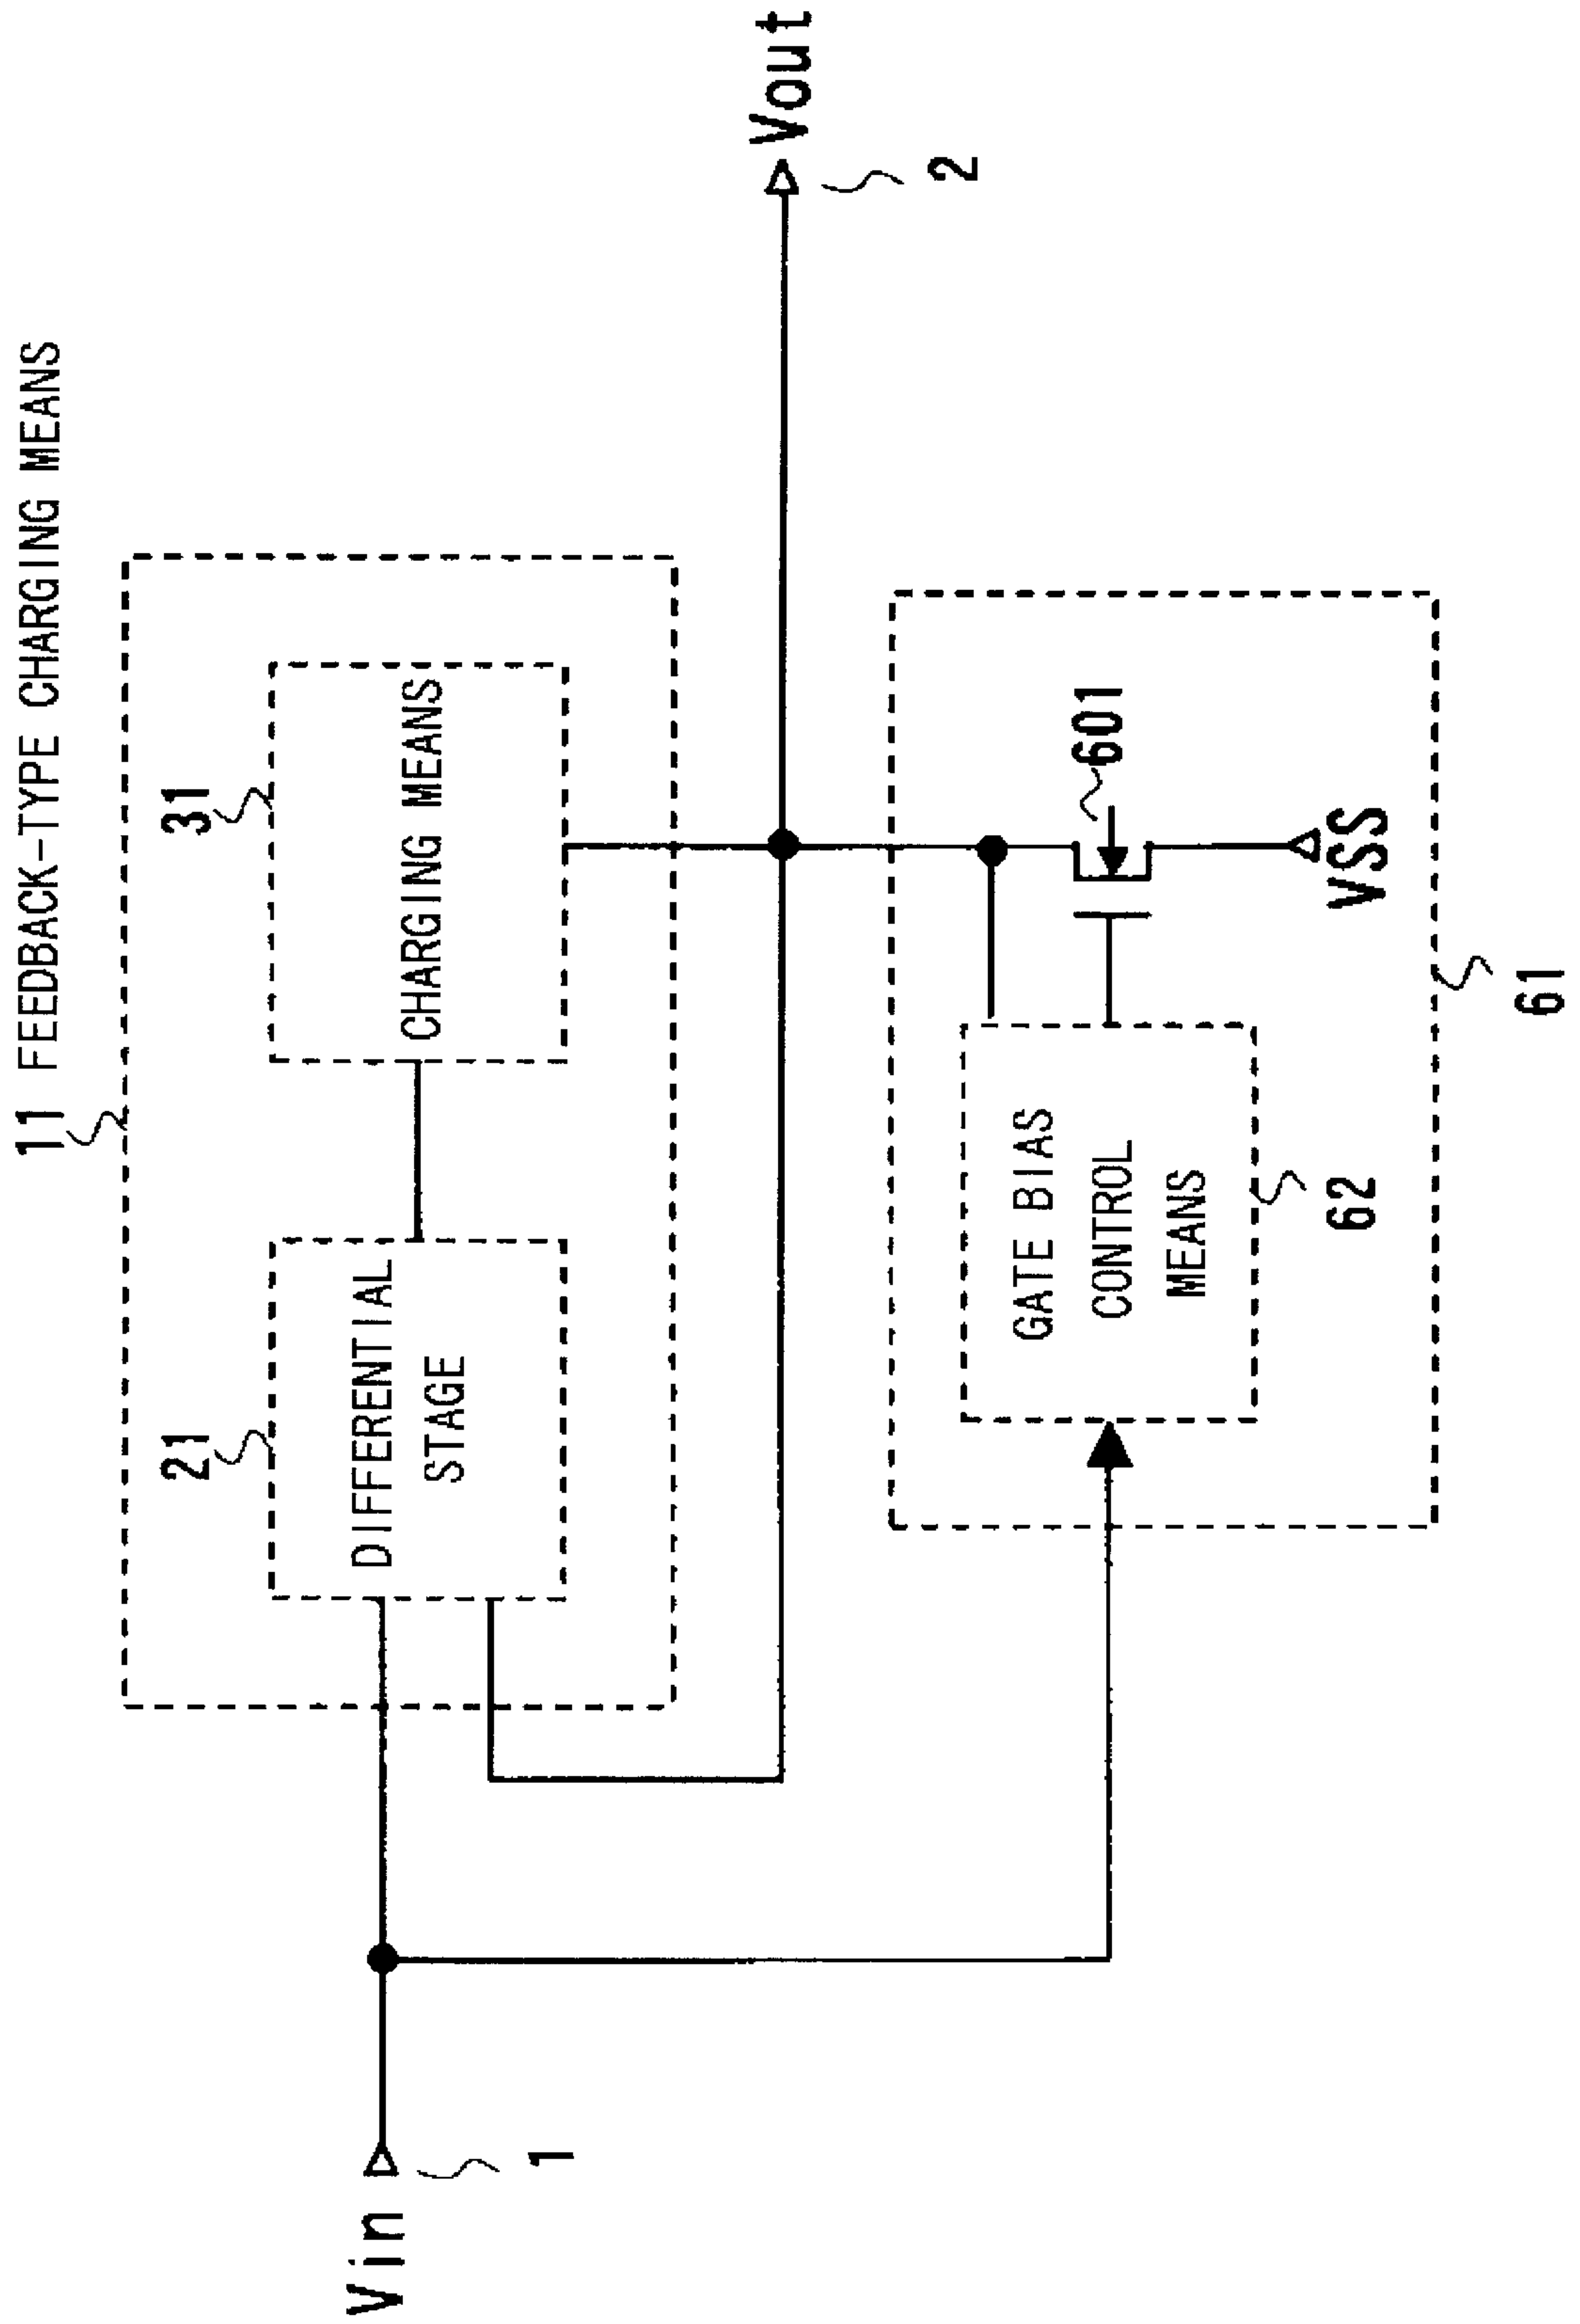 11 FEEDBACK-TYPE CHARGING MEANS
21
31
DIFFERENTIAL
STAGE
CHARGING MEANS
Vin
1
Vout
2
GATE BIAS
CONTROL
MEANS
62
601
VSS
61